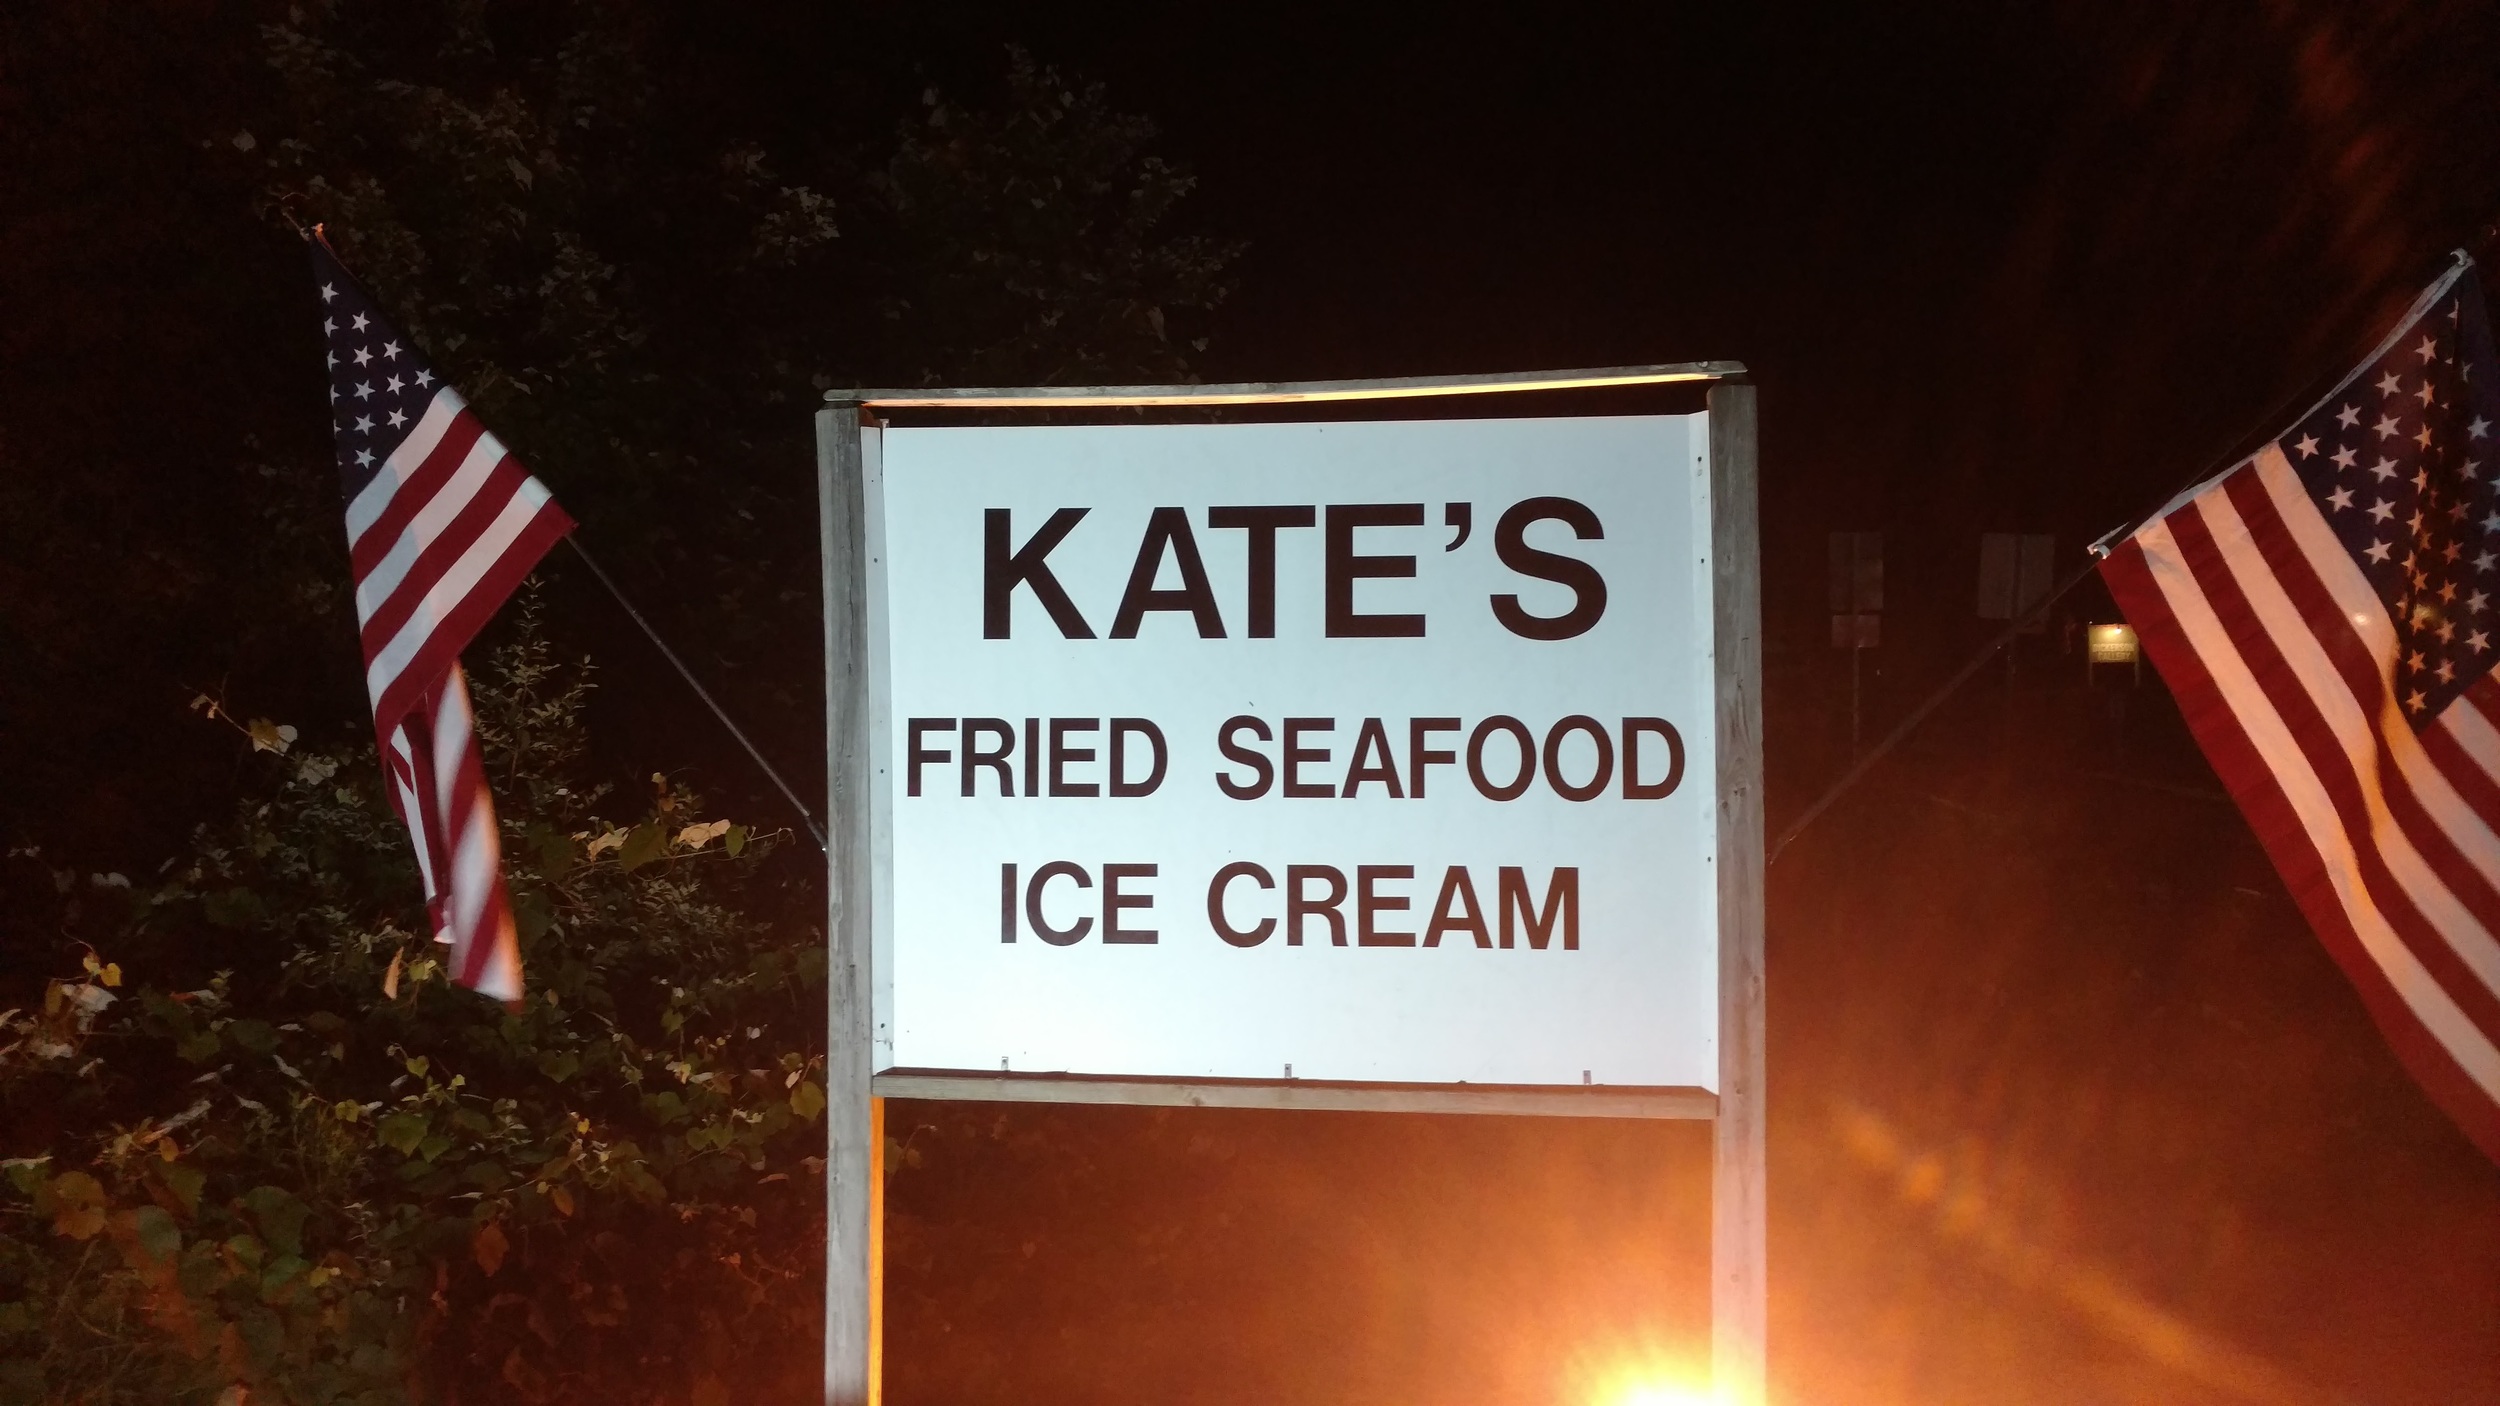 KATE'S
FRIED SEAFOOD
ICE CREAM